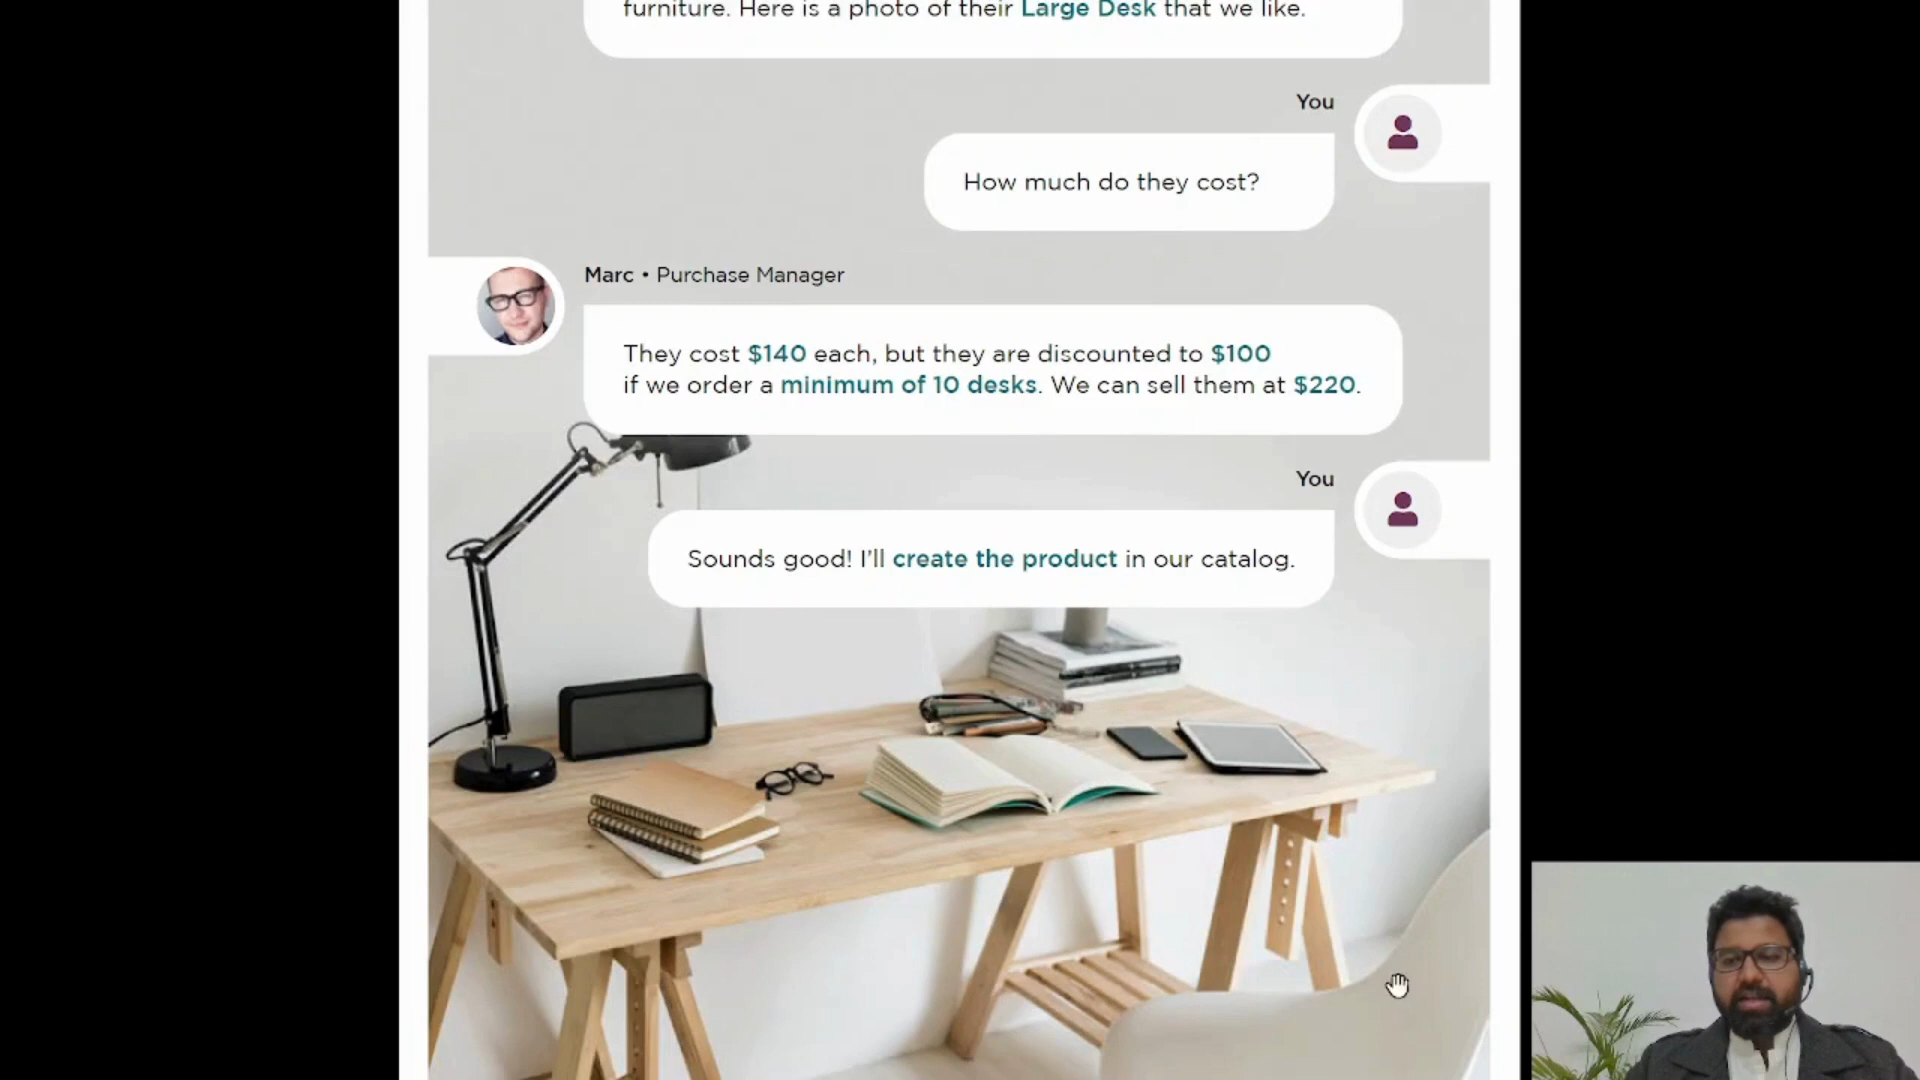 furniture. Here is a photo of their Large Desk that we like.
You
How much do they cost?
Marc • Purchase Manager
They cost $140 each, but they are discounted to $100
if we order a minimum of 10 desks. We can sell them at $220.
You
Sounds good! I'll create the product in our catalog.